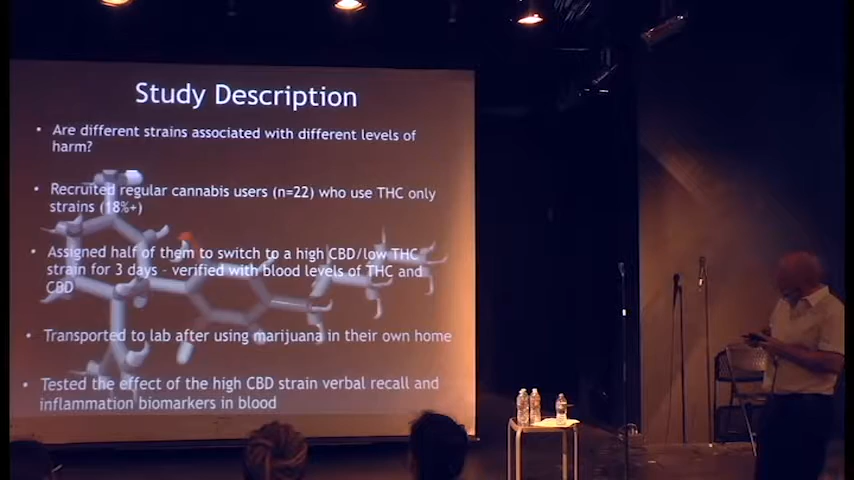 Study Description
• Are different strains associated with different levels of
harm?
• Recruited regular cannabis users (n=22) who use THC only
strains (18%+)
• Assigned half of them to switch to a high CBD/low THC
strain for 3 days - verified with blood levels of THC and
CBD
• Transported to lab after using marijuana in their own home
• Tested the effect of the high CBD strain verbal recall and
inflammation biomarkers in blood